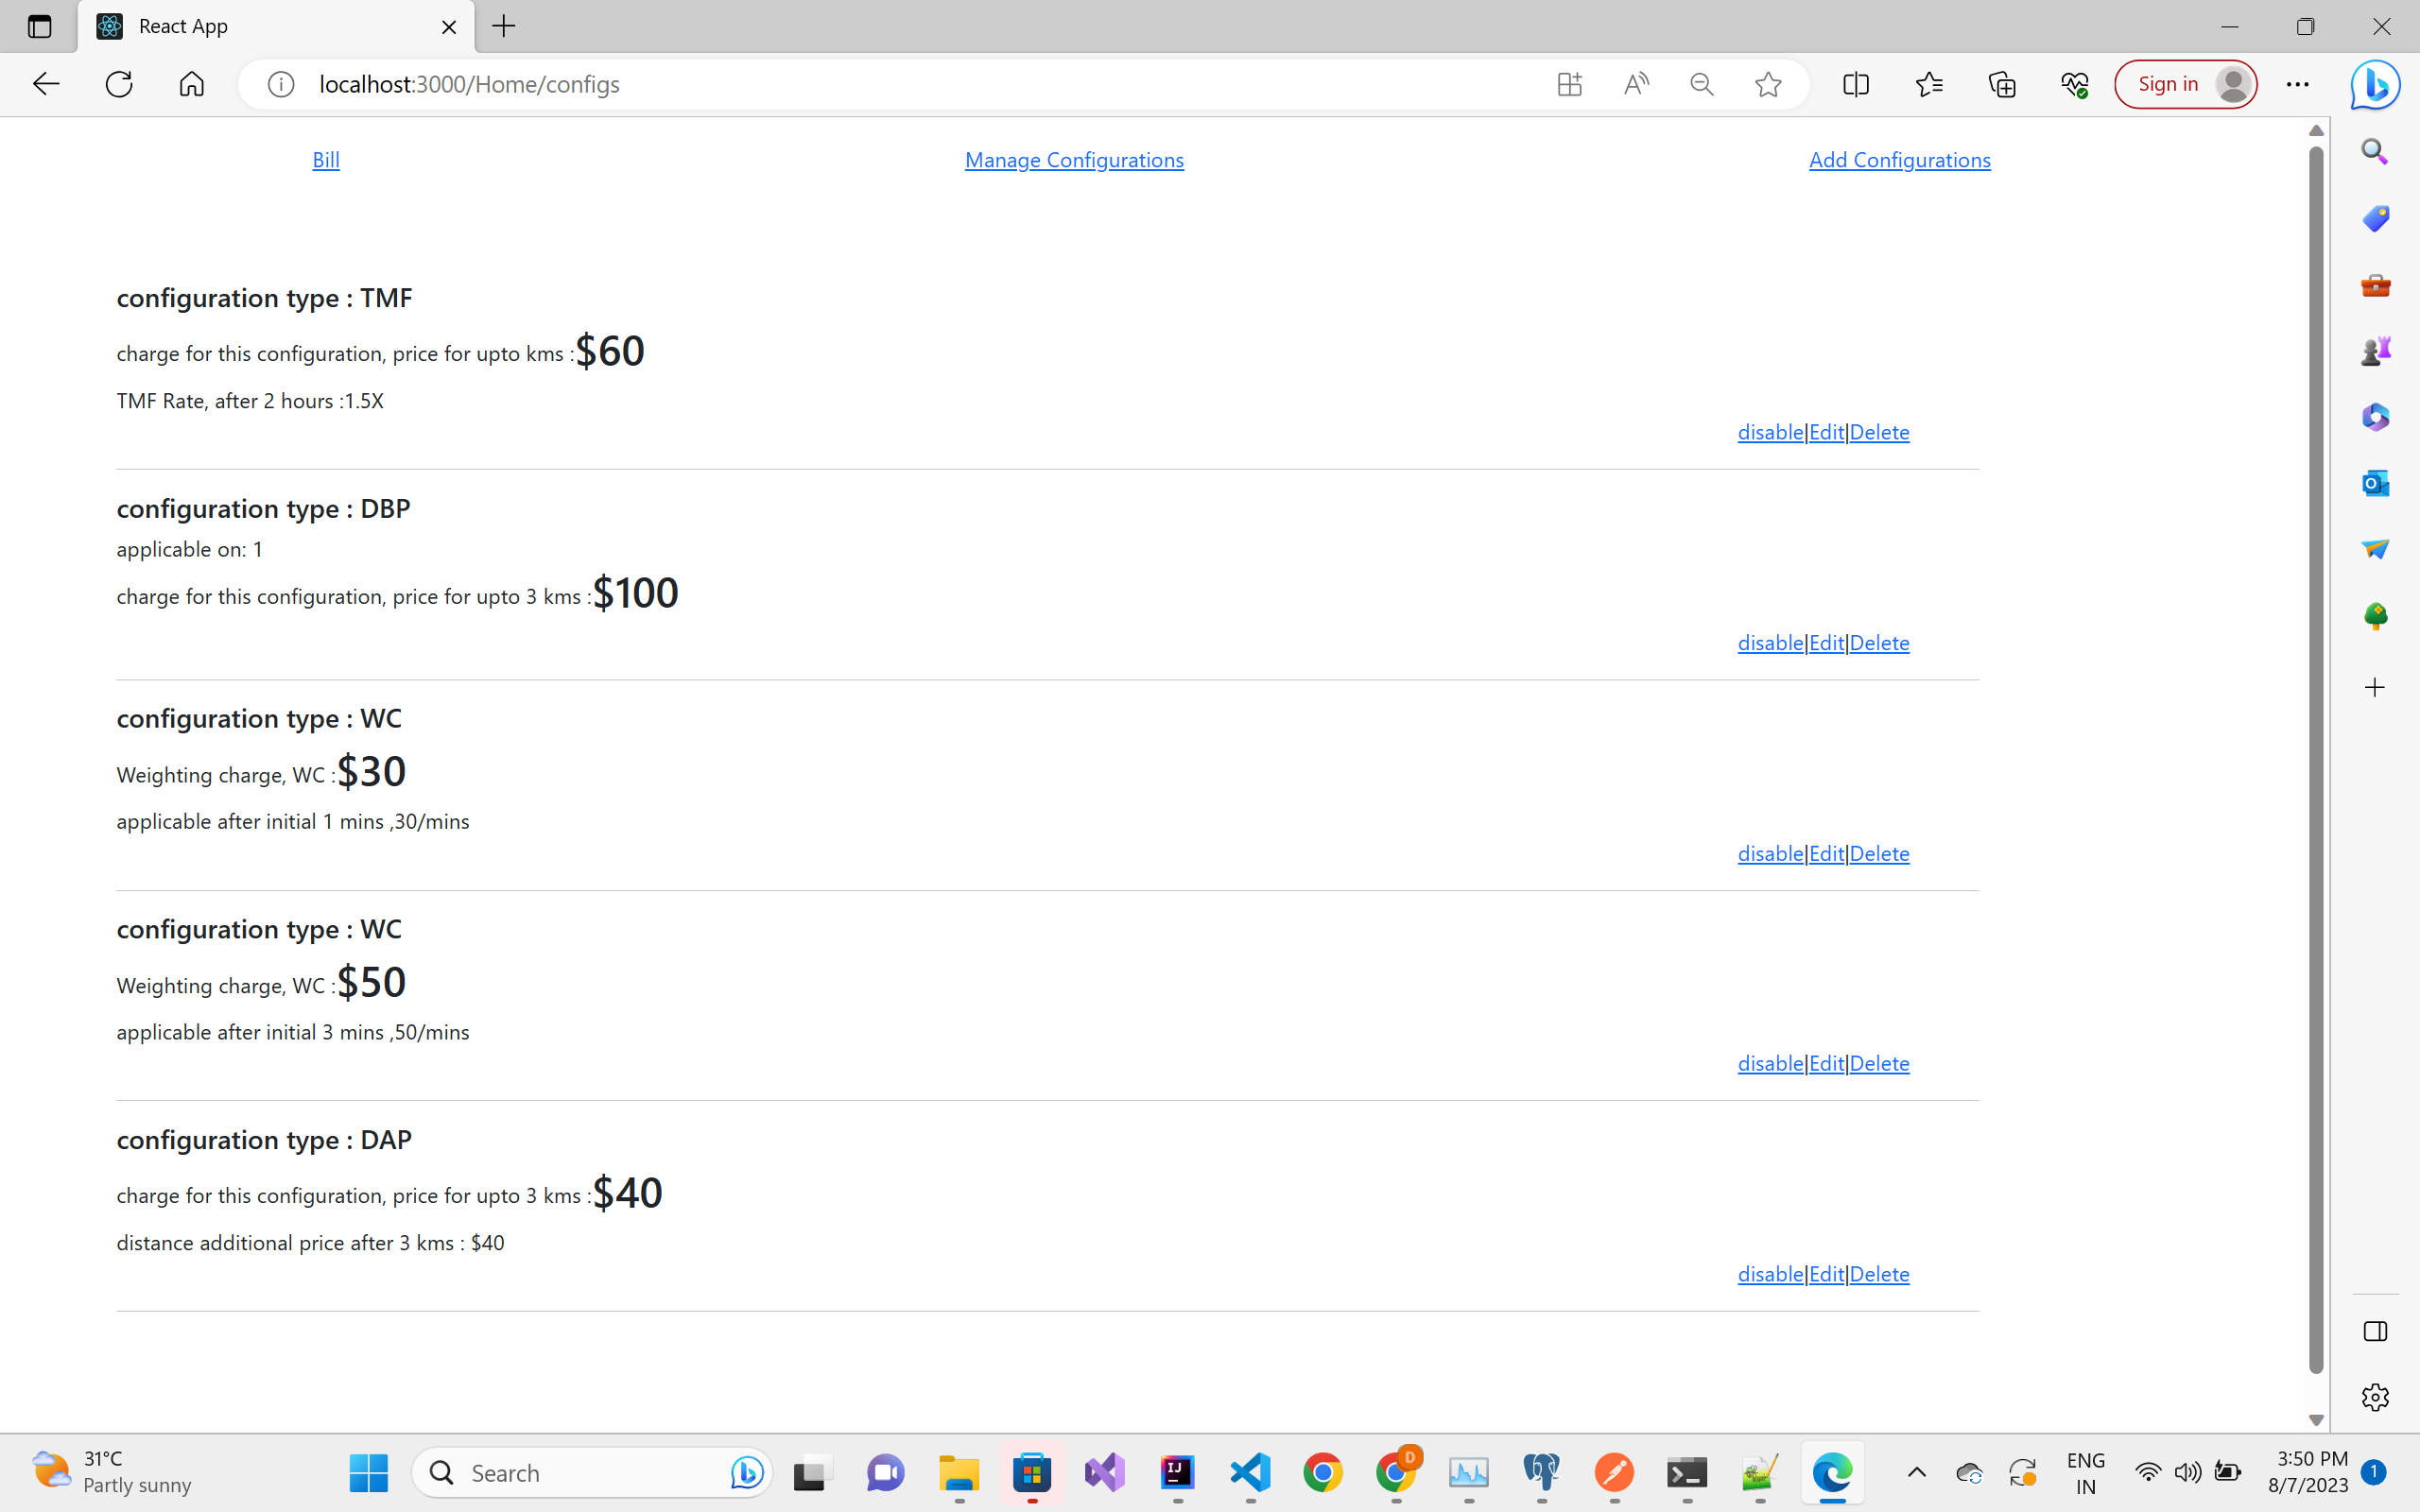 React App
localhost:3000/Home/configs
Sign in
Bill Manage Configurations Add Configurations
configuration type : TMF
charge for this configuration, price for upto kms :$60
TMF Rate, after 2 hours :1.5X
disable|Edit|Delete
configuration type : DBP
applicable on: 1
charge for this configuration, price for upto 3 kms :$100
disable|Edit|Delete
configuration type : WC
Weighting charge, WC :$30
applicable after initial 1 mins ,30/mins
disable|Edit|Delete
configuration type : WC
Weighting charge, WC :$50
applicable after initial 3 mins ,50/mins
disable|Edit|Delete
configuration type : DAP
charge for this configuration, price for upto 3 kms :$40
distance additional price after 3 kms : $40
disable|Edit|Delete
31°C
Partly sunny
Search
D
ENG
IN
3:50 PM
8/7/2023
1